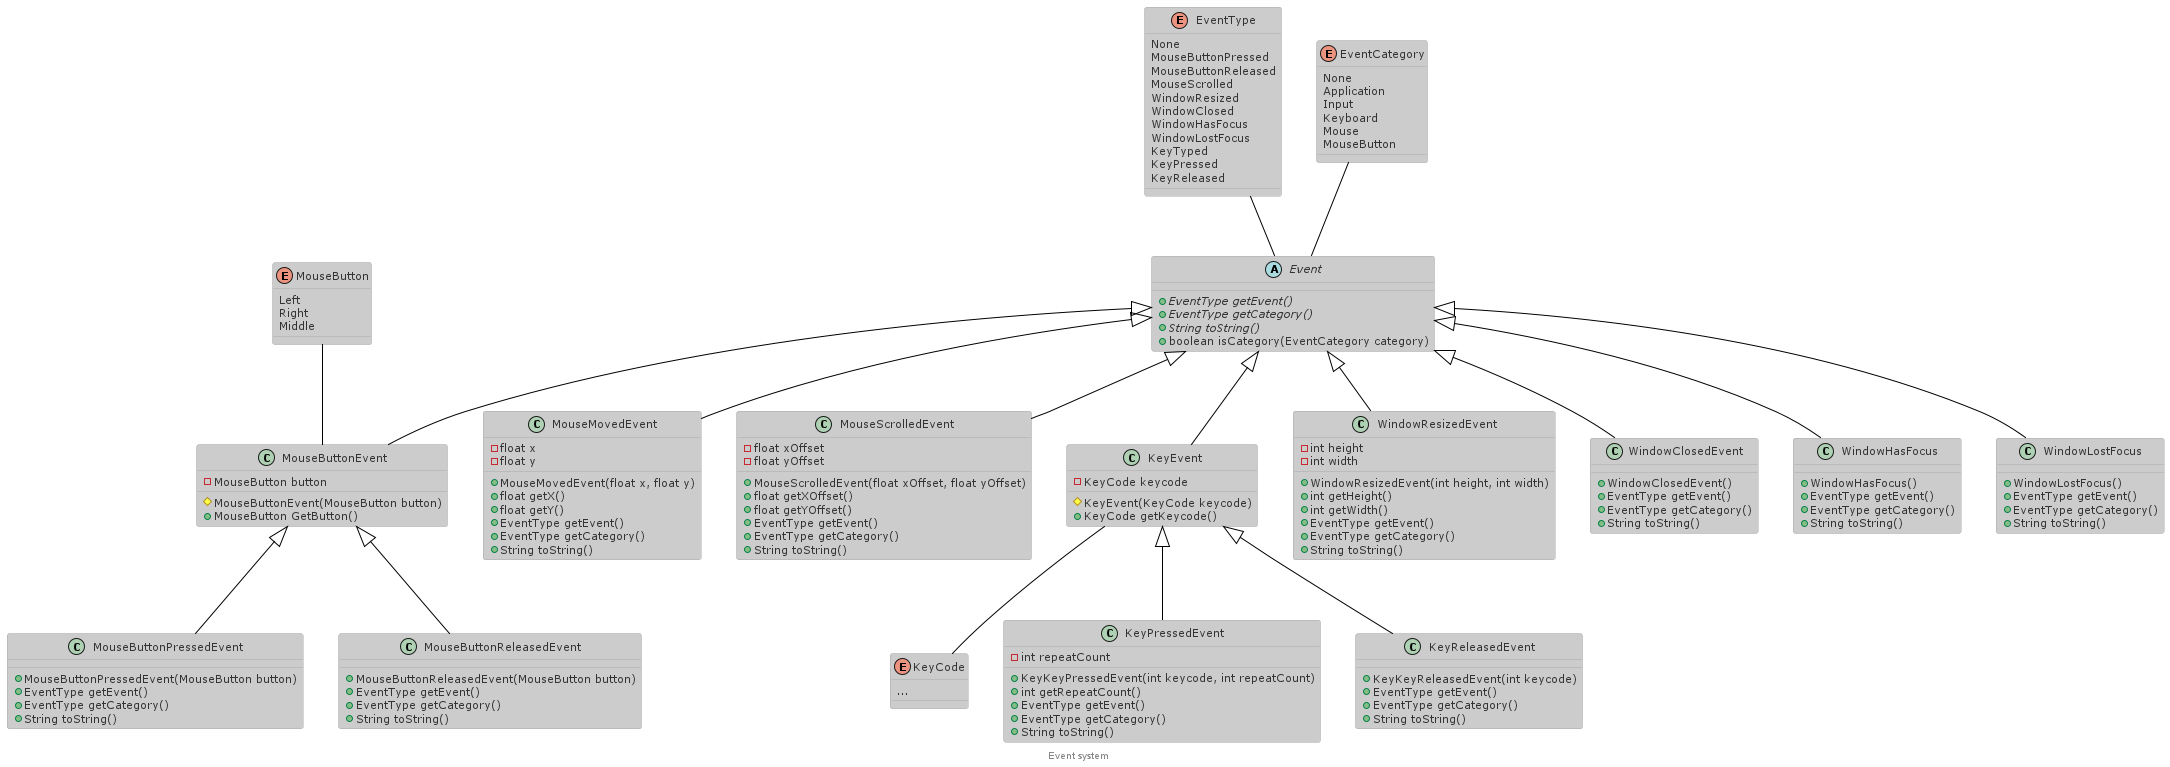 EventType
None
MouseButtonPressed
MouseButtonReleased
MouseScrolled
WindowResized
WindowClosed
WindowHasFocus
WindowLostFocus
KeyTyped
KeyPressed
KeyReleased
EventCategory
None
Application
Input
Keyboard
Mouse
MouseButton
MouseButton
Left
Right
Middle
Event
EventType getEvent()
EventType getCategory()
String toString()
boolean isCategory(EventCategory category)
MouseButtonEvent
MouseButton button
MouseButtonEvent(MouseButton button)
MouseButton GetButton()
MouseMovedEvent
float x
float y
MouseMovedEvent(float x, float y)
float getX()
float getY()
EventType getEvent()
EventType getCategory()
String toString()
MouseScrolledEvent
float xOffset
float yOffset
MouseScrolledEvent(float xOffset, float yOffset)
float getXOffset()
float getYOffset()
EventType getEvent()
EventType getCategory()
String toString()
KeyEvent
KeyCode keycode
KeyEvent(KeyCode keycode)
KeyCode getKeycode()
WindowResizedEvent
int height
int width
WindowResizedEvent(int height, int width)
int getHeight()
int getWidth()
EventType getEvent()
EventType getCategory()
String toString()
WindowClosedEvent
WindowClosedEvent()
EventType getEvent()
EventType getCategory()
String toString()
WindowHasFocus
WindowHasFocus()
EventType getEvent()
EventType getCategory()
String toString()
WindowLostFocus
WindowLostFocus()
EventType getEvent()
EventType getCategory()
String toString()
MouseButtonPressedEvent
MouseButtonPressedEvent(MouseButton button)
EventType getEvent()
EventType getCategory()
String toString()
MouseButtonReleasedEvent
MouseButtonReleasedEvent(MouseButton button)
EventType getEvent()
EventType getCategory()
String toString()
KeyCode
...
KeyPressedEvent
int repeatCount
KeyKeyPressedEvent(int keycode, int repeatCount)
int getRepeatCount()
EventType getEvent()
EventType getCategory()
String toString()
KeyReleasedEvent
KeyKeyReleasedEvent(int keycode)
EventType getEvent()
EventType getCategory()
String toString()
Event system